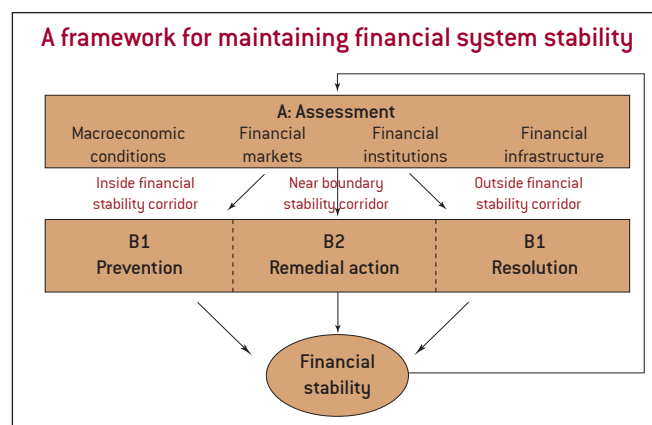 A framework for maintaining financial system stability
A: Assessment
Macroeconomic conditions
Financial markets
Financial institutions
Financial infrastructure
Inside financial stability corridor
Near boundary stability corridor
Outside financial stability corridor
B1
Prevention
B2
Remedial action
B1
Resolution
Financial
stability